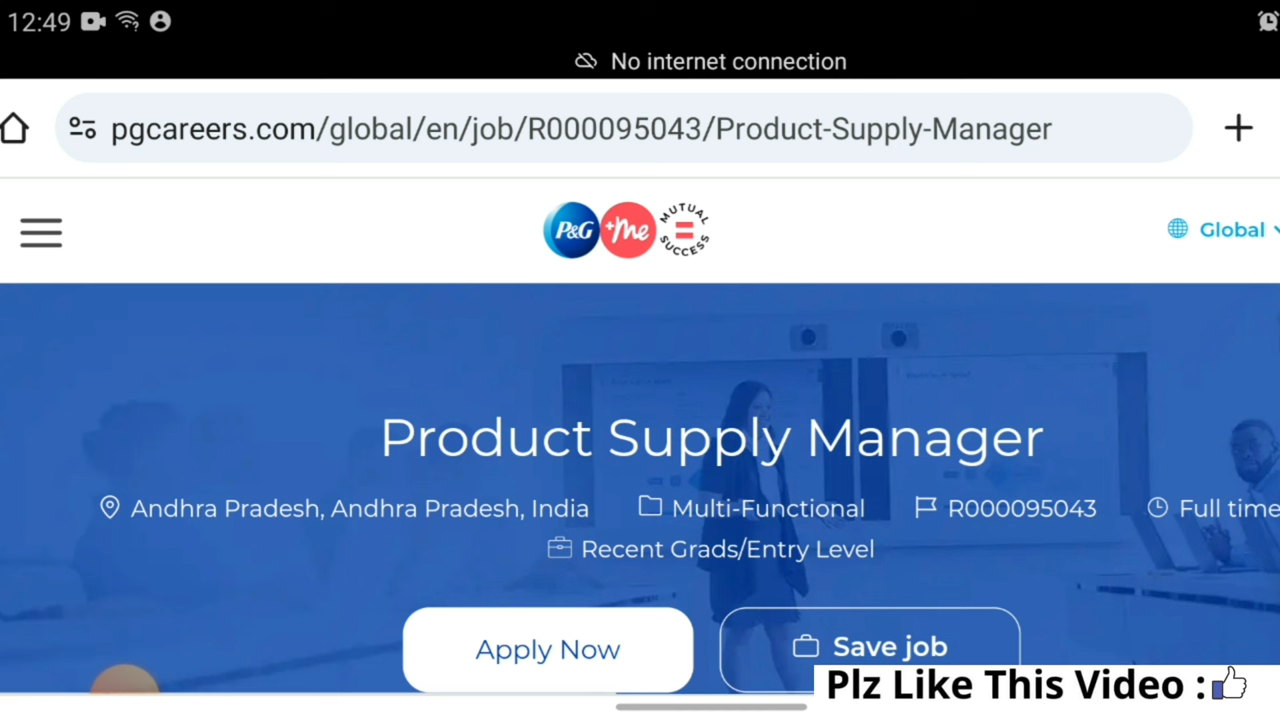 12:49
No internet connection
pgcareers.com/global/en/job/R000095043/Product-Supply-Manager
P&G +Me MUTUAL SUCCESS
Global
Product Supply Manager
Andhra Pradesh, Andhra Pradesh, India Multi-Functional R000095043 Full time
Recent Grads/Entry Level
Apply Now Save job
Plz Like This Video :